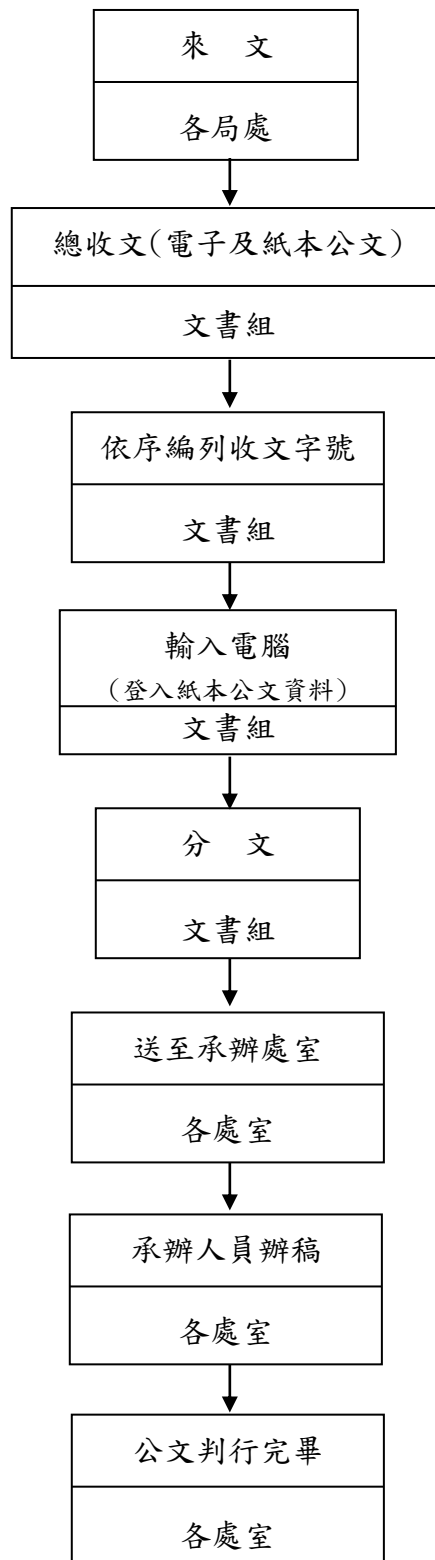 來　文
各局處
總收文(電子及紙本公文)
文書組
依序編列收文字號
文書組
輸入電腦
(登入紙本公文資料)
文書組
分　文
文書組
送至承辦處室
各處室
承辦人員辦稿
各處室
公文判行完畢
各處室